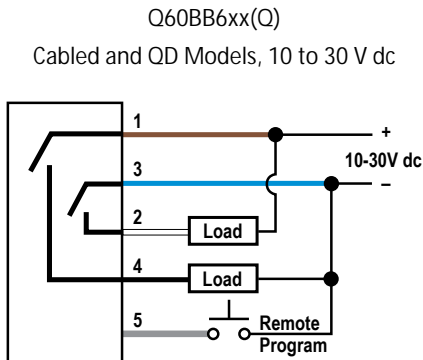 Q60BB6xx(Q)
Cabled and QD Models, 10 to 30 V dc
1
+
10-30V dc
3
–
2
Load
4
Load
5
Remote
Program